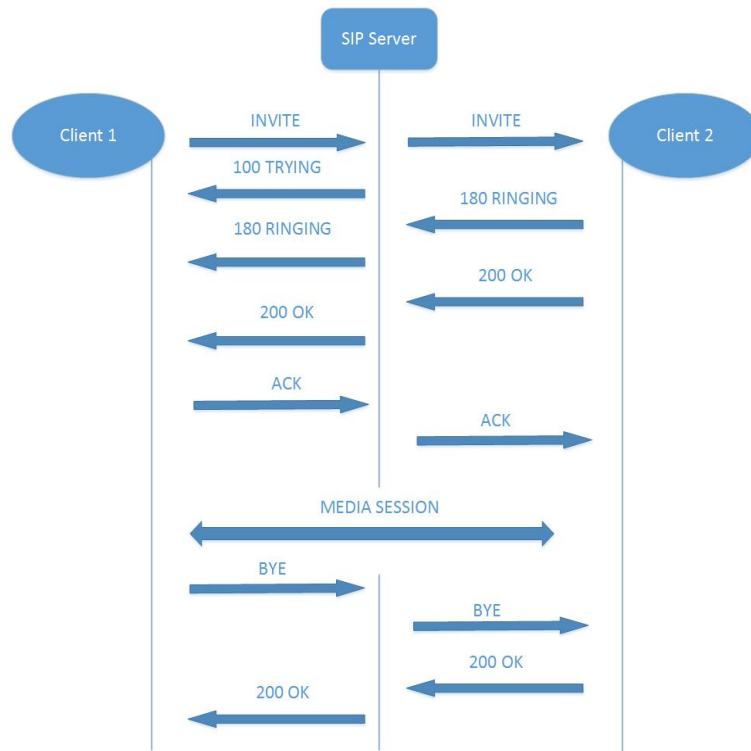 SIP Server
Client 1
INVITE
INVITE
Client 2
100 TRYING
180 RINGING
180 RINGING
200 OK
200 OK
ACK
ACK
MEDIA SESSION
BYE
BYE
200 OK
200 OK